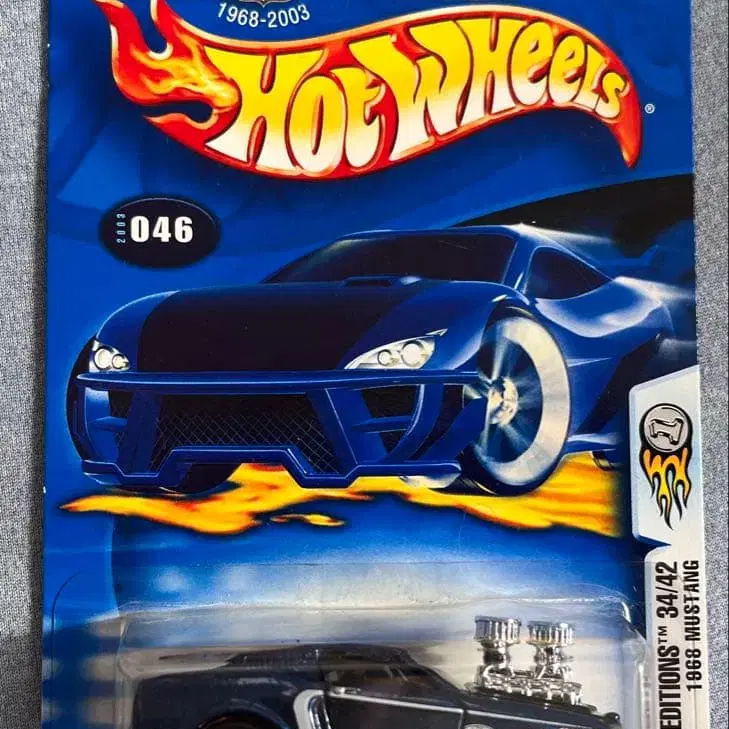 1968-2003
HOT WHEELS®
2003 046
EDITIONS™ 34/42
1968 MUSTANG